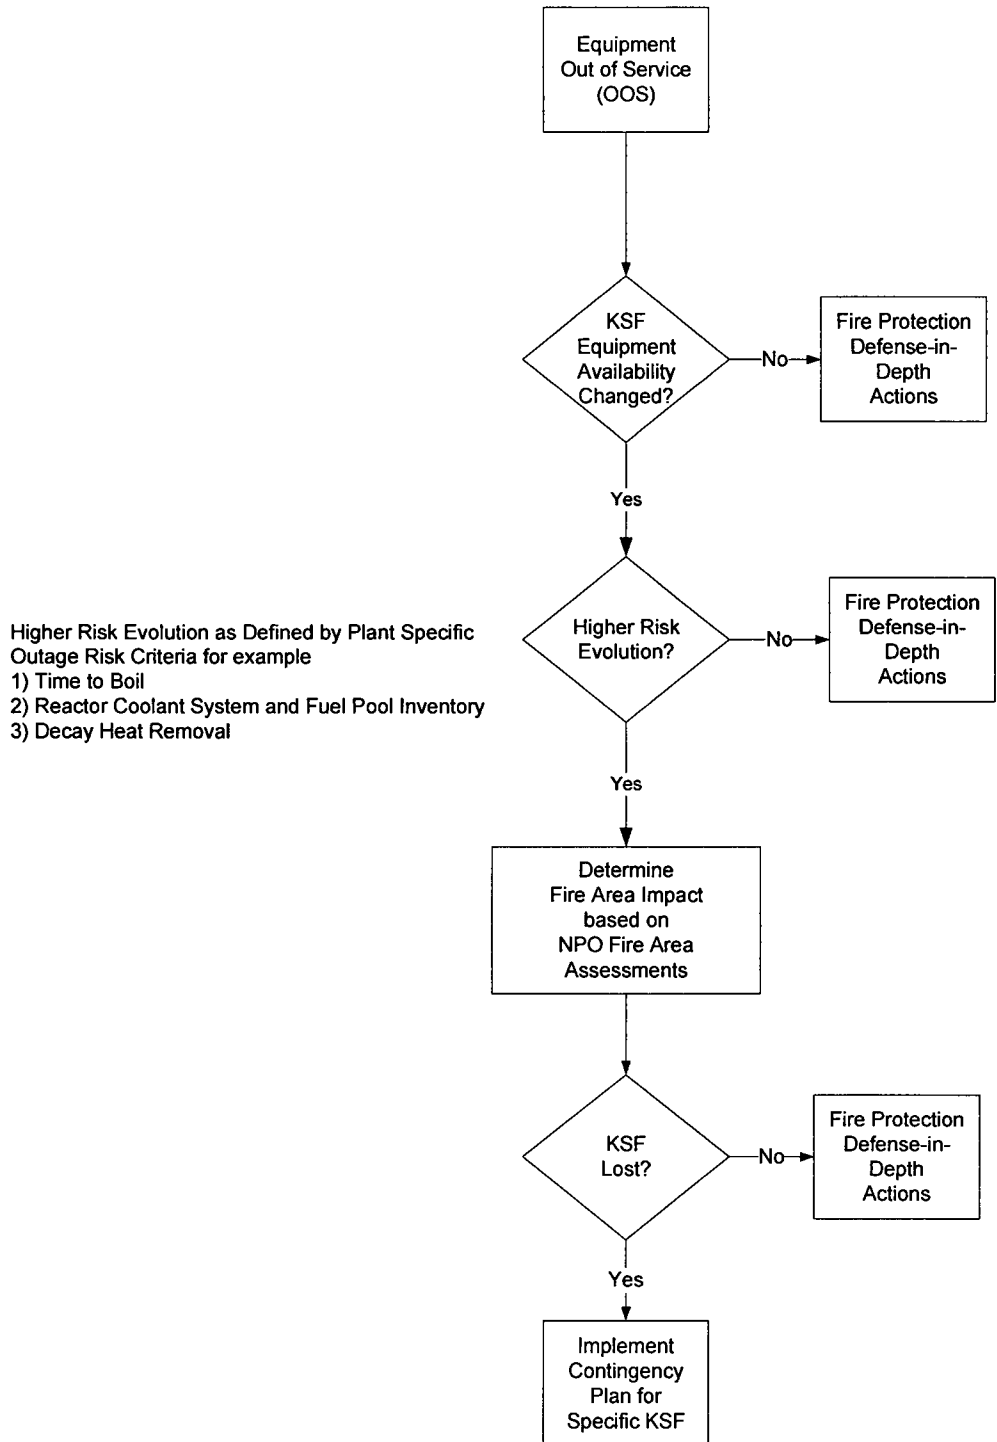 Equipment
Out of Service
(OOS)
KSF
Equipment
Availability
Changed?
No
Fire Protection
Defense-in-
Depth
Actions
Yes
Higher Risk Evolution as Defined by Plant Specific
Outage Risk Criteria for example
1) Time to Boil
2) Reactor Coolant System and Fuel Pool Inventory
3) Decay Heat Removal
Higher Risk
Evolution?
No
Fire Protection
Defense-in-
Depth
Actions
Yes
Determine
Fire Area Impact
based on
NPO Fire Area
Assessments
KSF
Lost?
No
Fire Protection
Defense-in-
Depth
Actions
Yes
Implement
Contingency
Plan for
Specific KSF